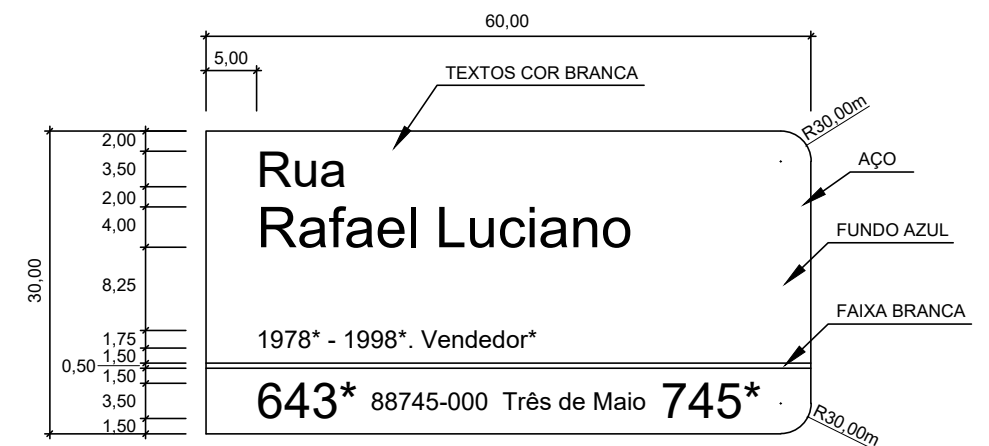 60,00
5,00
TEXTOS COR BRANCA
R30,00m
2,00
3,50
2,00
4,00
8,25
1,75
1,50
0,50
1,50
3,50
1,50
30,00
Rua
Rafael Luciano
AÇO
FUNDO AZUL
FAIXA BRANCA
1978* - 1998*. Vendedor*
643* 88745-000 Três de Maio 745*
R30,00m